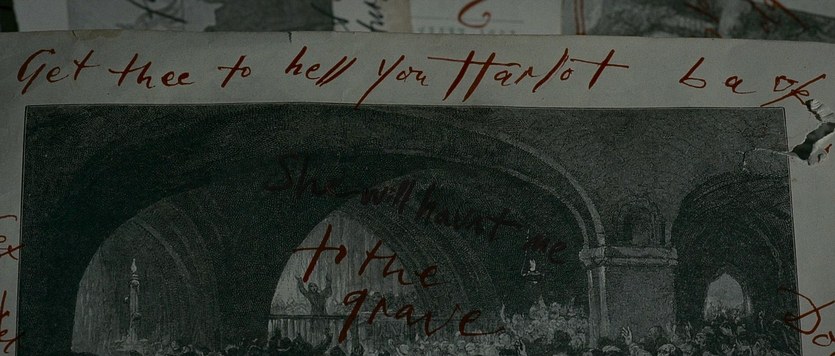 Get thee to hell you Harlot
She will haunt me
to the
grave